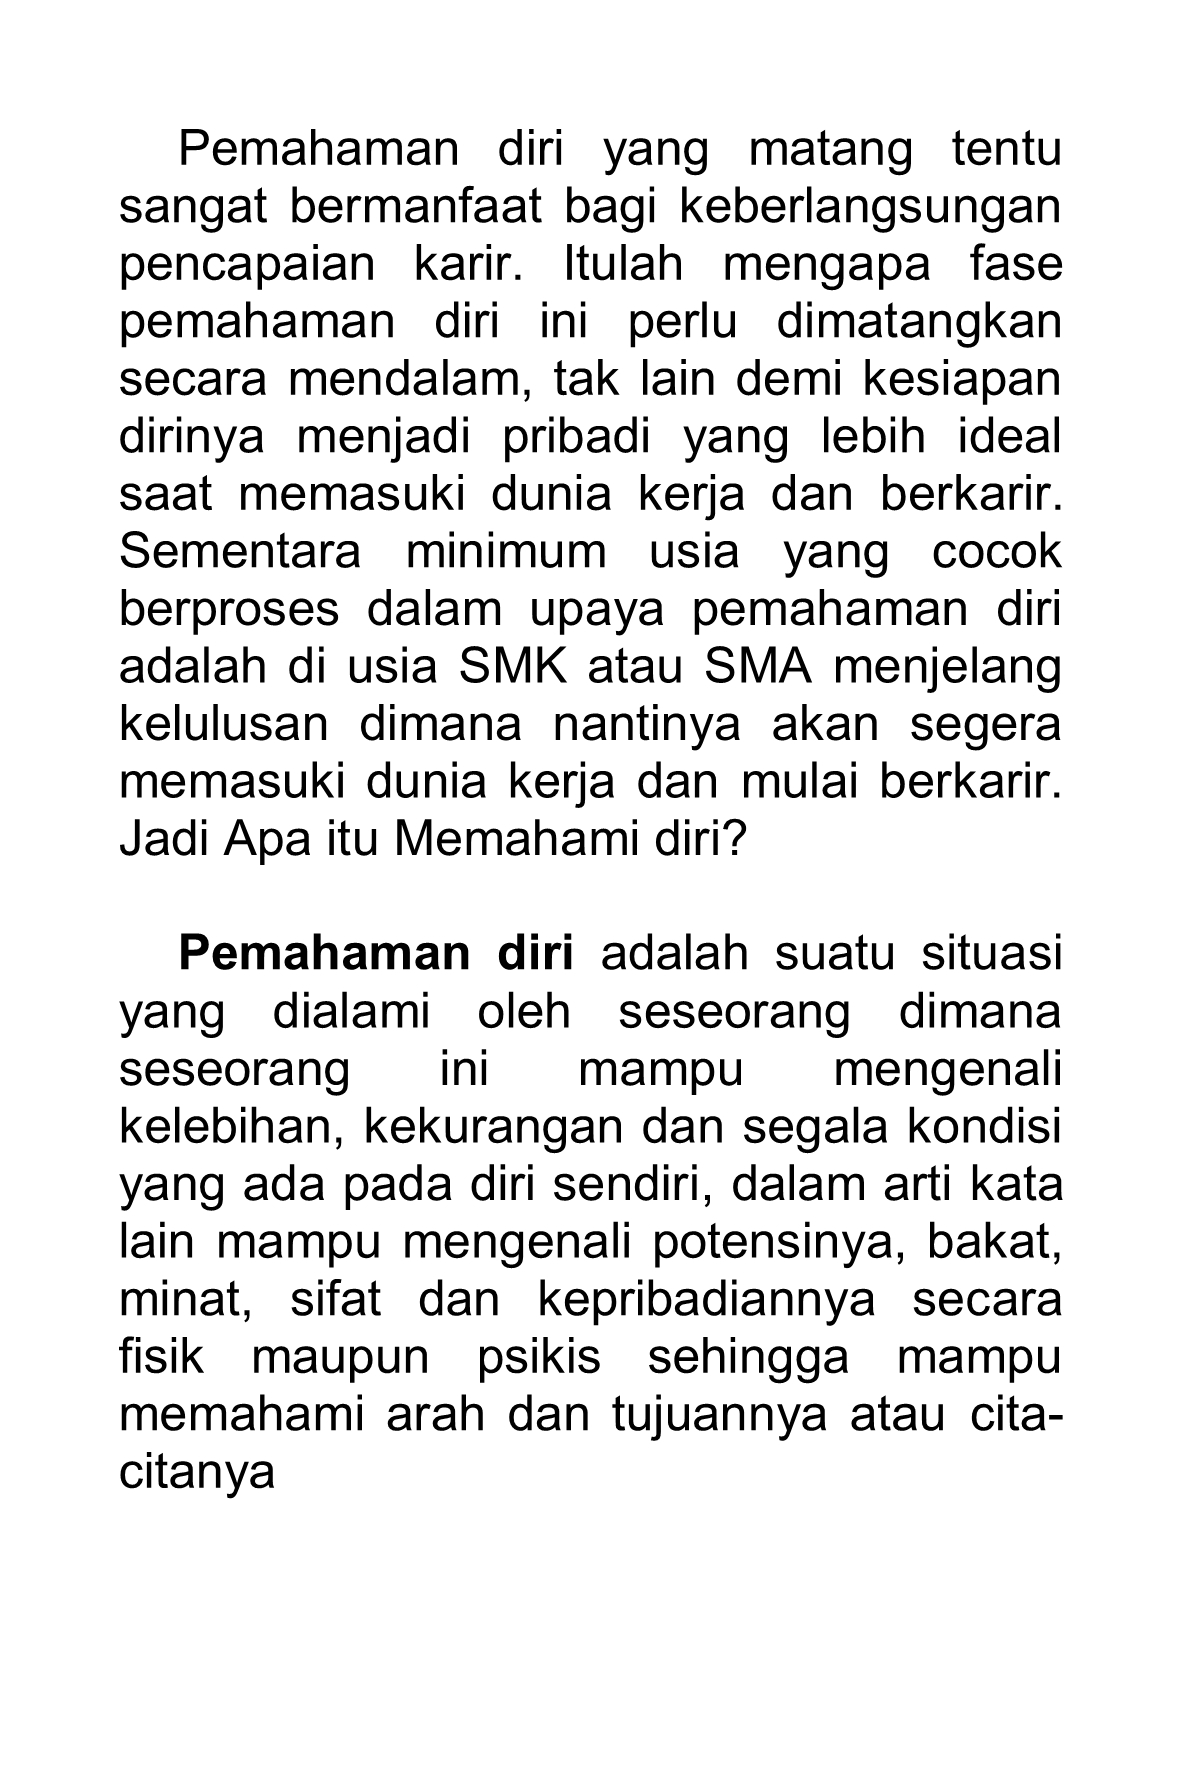 Pemahaman diri yang matang tentu
sangat bermanfaat bagi keberlangsungan
pencapaian karir. Itulah mengapa fase
pemahaman diri ini perlu dimatangkan
secara mendalam, tak lain demi kesiapan
dirinya menjadi pribadi yang lebih ideal
saat memasuki dunia kerja dan berkarir.
Sementara minimum usia yang cocok
berproses dalam upaya pemahaman diri
adalah di usia SMK atau SMA menjelang
kelulusan dimana nantinya akan segera
memasuki dunia kerja dan mulai berkarir.
Jadi Apa itu Memahami diri?
Pemahaman diri adalah suatu situasi
yang dialami oleh seseorang dimana
seseorang ini mampu mengenali
kelebihan, kekurangan dan segala kondisi
yang ada pada diri sendiri, dalam arti kata
lain mampu mengenali potensinya, bakat,
minat, sifat dan kepribadiannya secara
fisik maupun psikis sehingga mampu
memahami arah dan tujuannya atau cita-
citanya